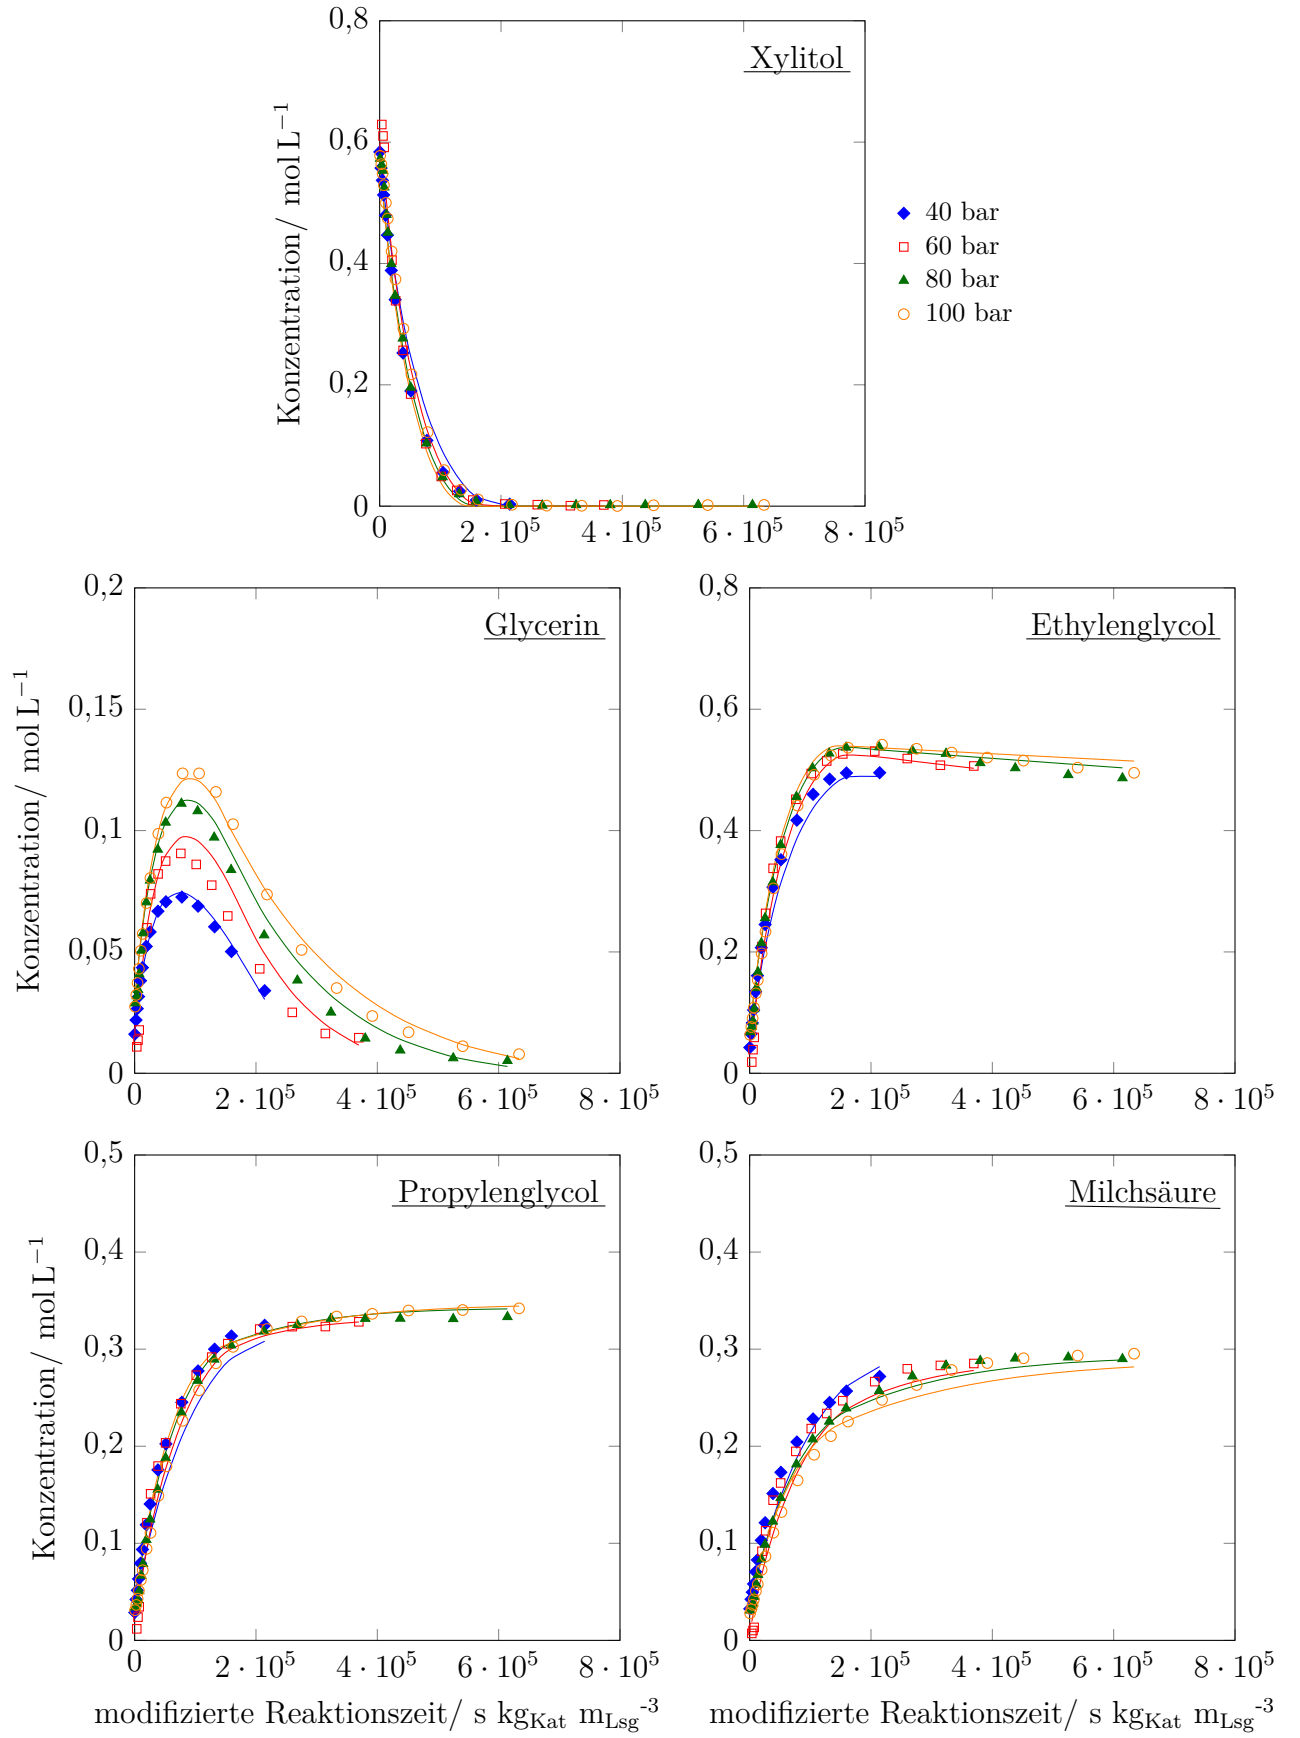 Xylitol
Konzentration/ mol L⁻¹
0,8
0,6
0,4
0,2
0
0 2·10⁵ 4·10⁵ 6·10⁵ 8·10⁵
40 bar
60 bar
80 bar
100 bar
Glycerin
Konzentration/ mol L⁻¹
0,2
0,15
0,1
0,05
0
0 2·10⁵ 4·10⁵ 6·10⁵ 8·10⁵
Ethylenglycol
0,8
0,6
0,4
0,2
0
0 2·10⁵ 4·10⁵ 6·10⁵ 8·10⁵
Propylenglycol
Konzentration/ mol L⁻¹
0,5
0,4
0,3
0,2
0,1
0
0 2·10⁵ 4·10⁵ 6·10⁵ 8·10⁵
modifizierte Reaktionszeit/ s kg_Kat m_Lsg⁻³
Milchsäure
0,5
0,4
0,3
0,2
0,1
0
0 2·10⁵ 4·10⁵ 6·10⁵ 8·10⁵
modifizierte Reaktionszeit/ s kg_Kat m_Lsg⁻³